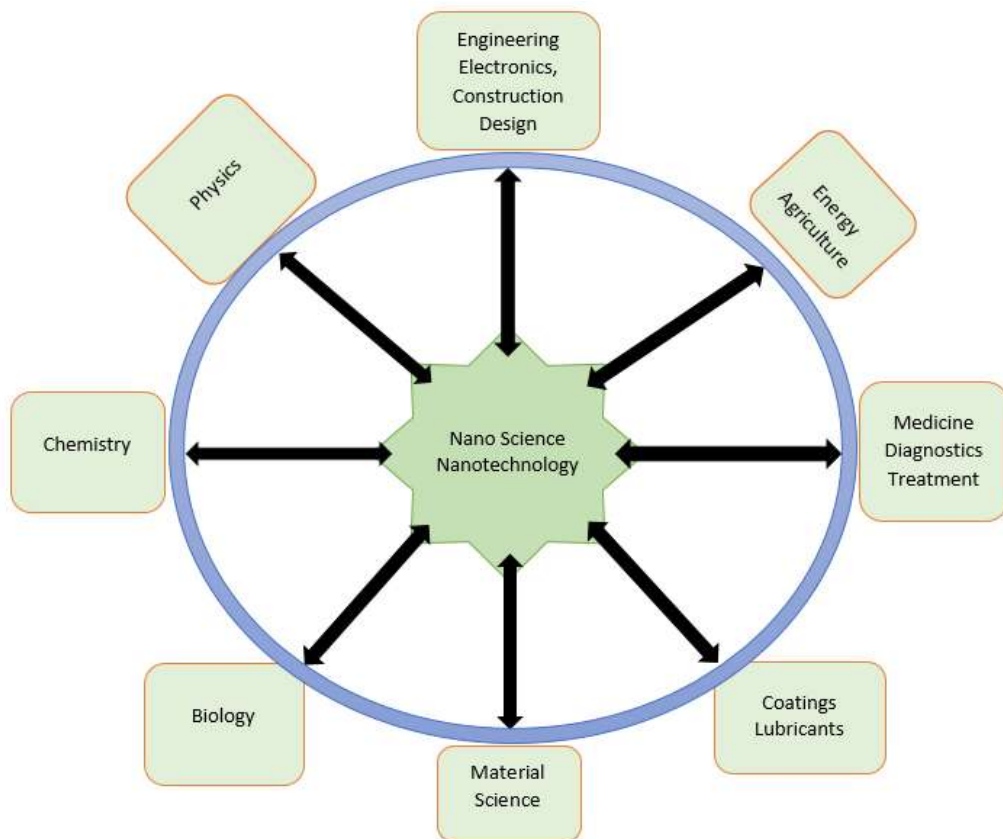 Engineering
Electronics,
Construction
Design
Physics
Energy
Agriculture
Chemistry
Nano Science
Nanotechnology
Medicine
Diagnostics
Treatment
Biology
Coatings
Lubricants
Material
Science